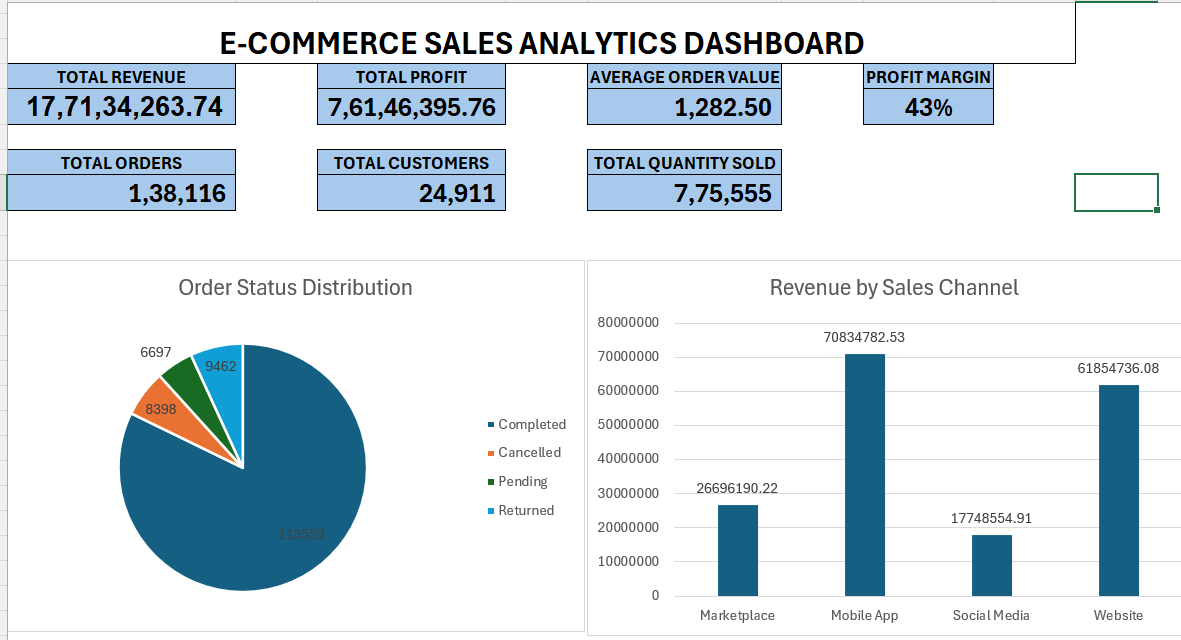 E-COMMERCE SALES ANALYTICS DASHBOARD
TOTAL REVENUE
17,71,34,263.74
TOTAL PROFIT
7,61,46,395.76
AVERAGE ORDER VALUE
1,282.50
PROFIT MARGIN
43%
TOTAL ORDERS
1,38,116
TOTAL CUSTOMERS
24,911
TOTAL QUANTITY SOLD
7,75,555
Order Status Distribution
6697
9462
8398
113559
Completed
Cancelled
Pending
Returned
Revenue by Sales Channel
80000000
70000000
60000000
50000000
40000000
30000000
20000000
10000000
0
26696190.22
70834782.53
17748554.91
61854736.08
Marketplace
Mobile App
Social Media
Website